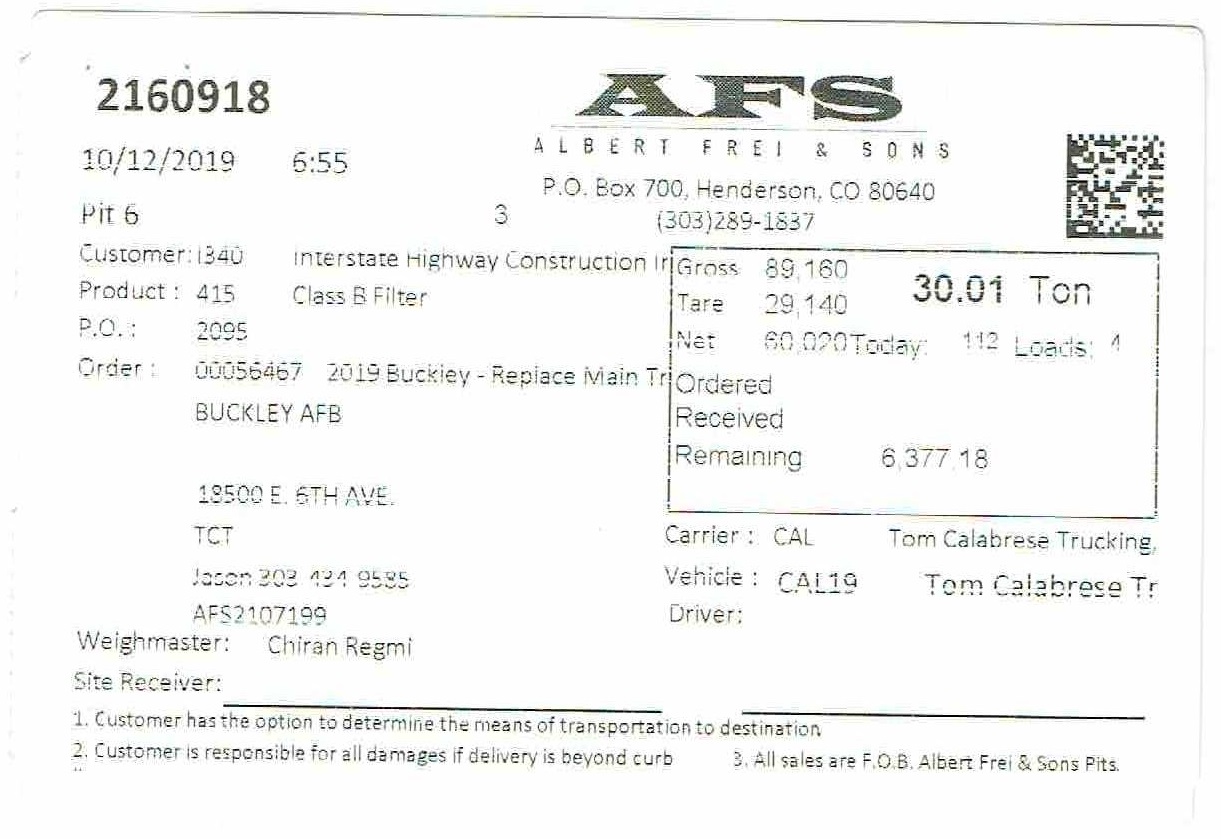 2160918
AFS
ALBERT FREI & SONS
10/12/2019 6:55
P.O. Box 700, Henderson, CO 80640
Pit 6 3 (303)289-1837
Customer: I340 Interstate Highway Construction Ir
Product : 415 Class B Filter
P.O. : 2095
Order : 00056467 2019 Buckley - Replace Main Tr
BUCKLEY AFB
18500 E. 6TH AVE.
TCT
Jason 303 434 9585
AFS2107199
Gross 89,160 30.01 Ton
Tare 29,140
Net 60,020 Today: 112 Loads: 4
Ordered
Received
Remaining 6,377.18
Carrier : CAL Tom Calabrese Trucking,
Vehicle : CAL19 Tom Calabrese Tr
Driver:
Weighmaster: Chiran Regmi
Site Receiver:
1. Customer has the option to determine the means of transportation to destination
2. Customer is responsible for all damages if delivery is beyond curb 3. All sales are F.O.B. Albert Frei & Sons Pits.